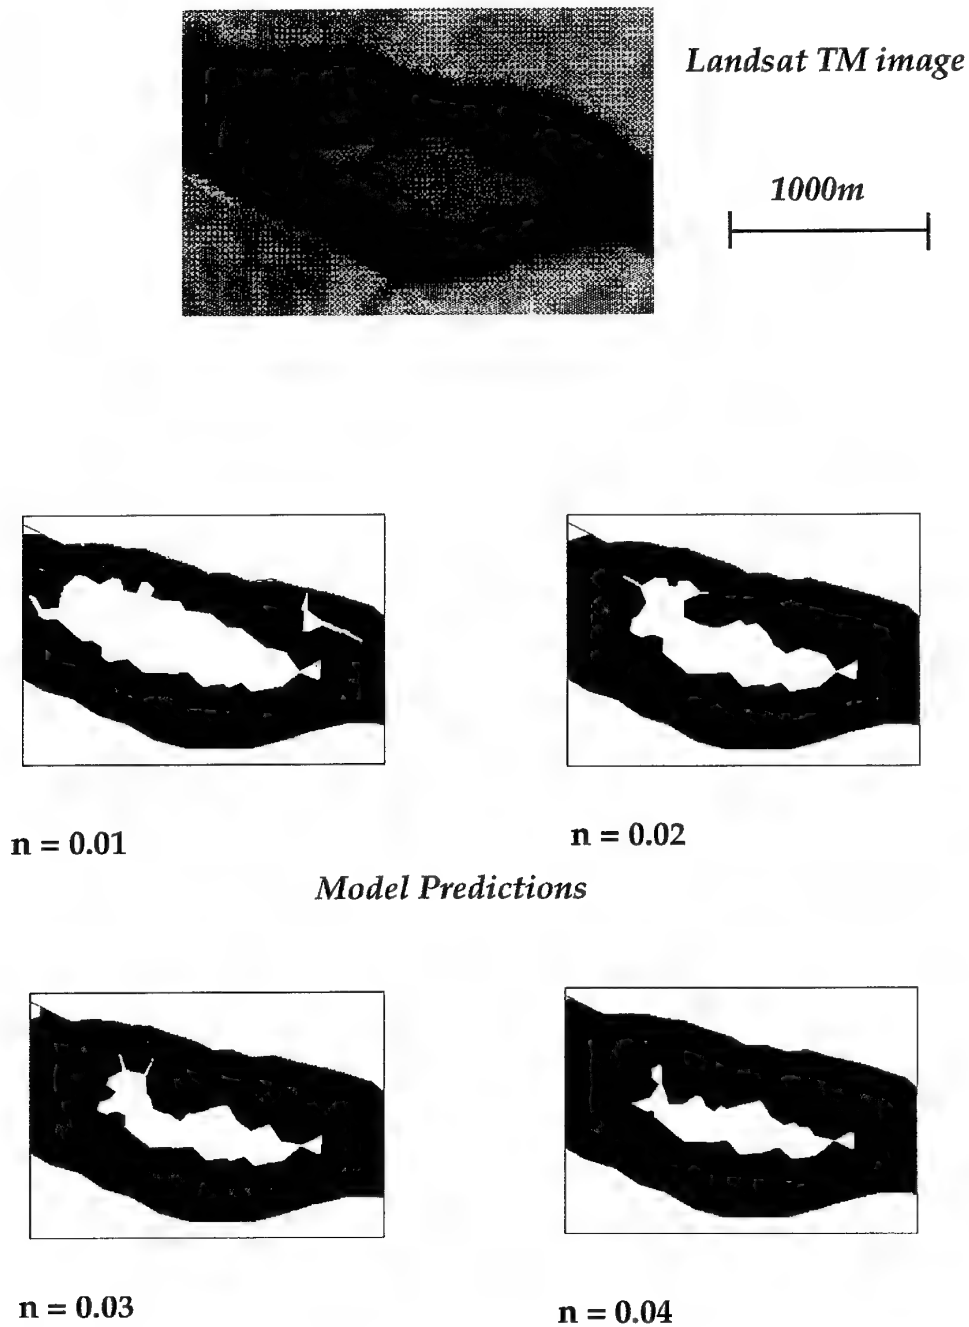 Landsat TM image
1000m
n = 0.01
n = 0.02
Model Predictions
n = 0.03
n = 0.04